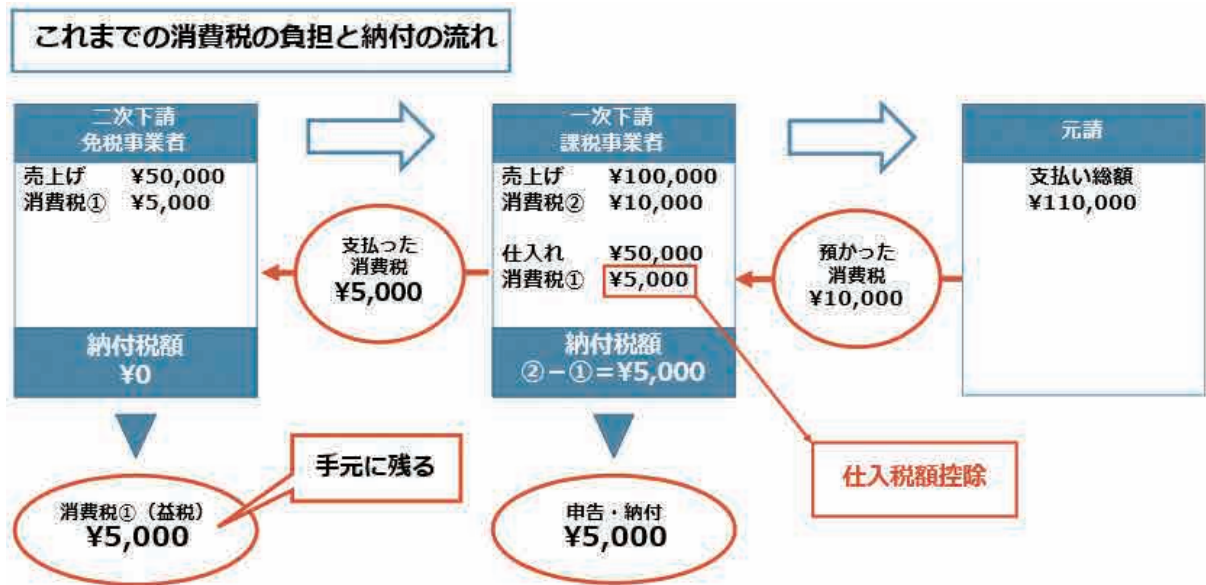 これまでの消費税の負担と納付の流れ
二次下請
免税事業者
売上げ ¥50,000
消費税① ¥5,000
納付税額
¥0
支払った
消費税
¥5,000
一次下請
課税事業者
売上げ ¥100,000
消費税② ¥10,000
仕入れ ¥50,000
消費税① ¥5,000
納付税額
②－①＝¥5,000
預かった
消費税
¥10,000
元請
支払い総額
¥110,000
手元に残る
消費税①（益税）
¥5,000
申告・納付
¥5,000
仕入税額控除